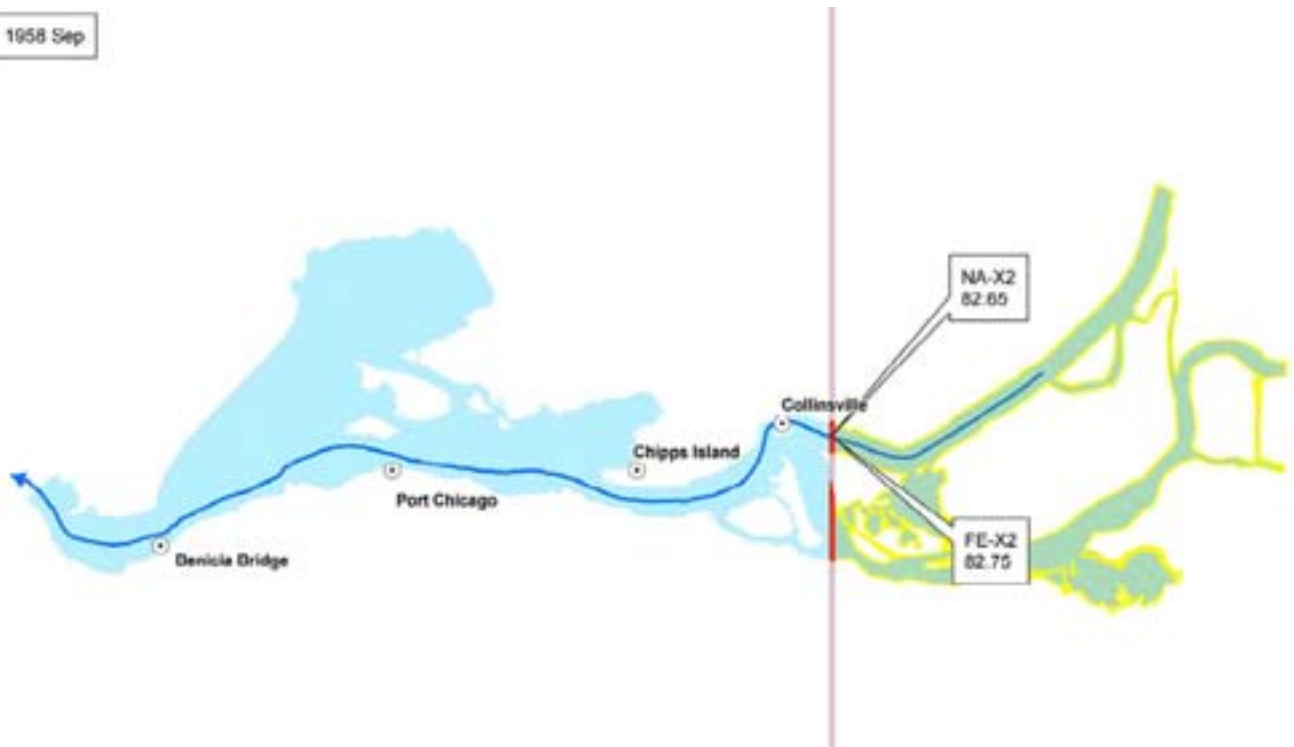 1958 Sep
NA-X2
82.65
Collinsville
Chipps Island
Port Chicago
FE-X2
82.75
Benicia Bridge